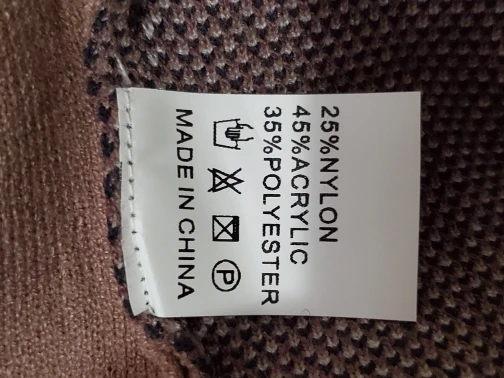 25%NYLON
45%ACRYLIC
35%POLYESTER
P
MADE IN CHINA